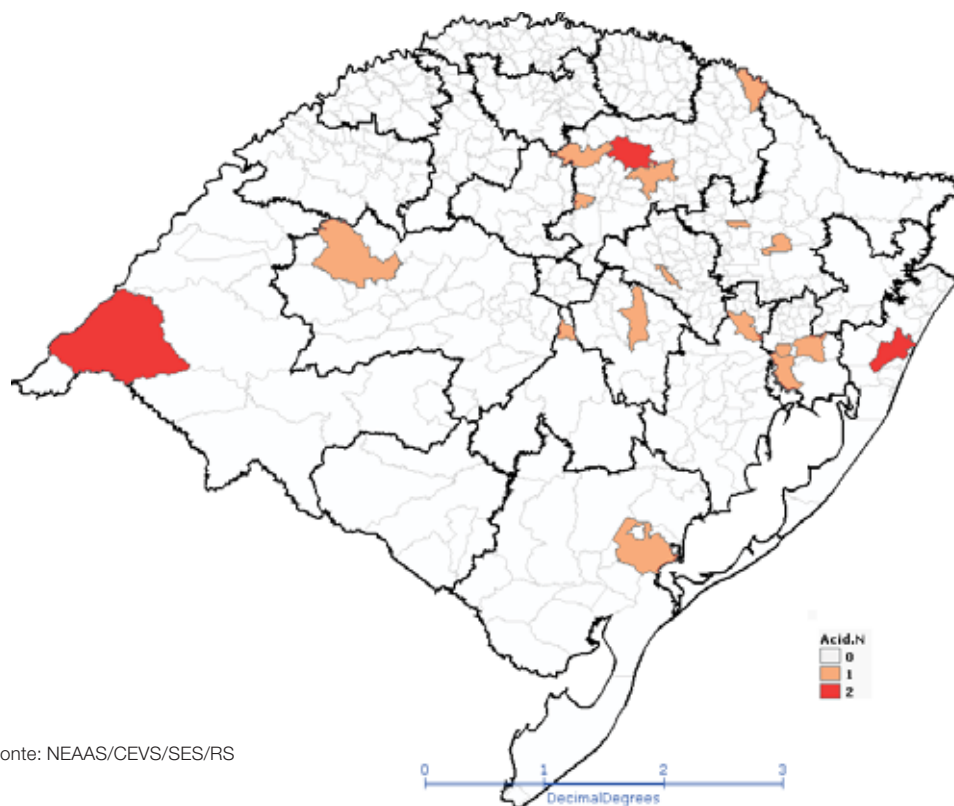 Acid.N
0
1
2
onte: NEAAS/CEVS/SES/RS
0 1 2 3
DecimalDegrees